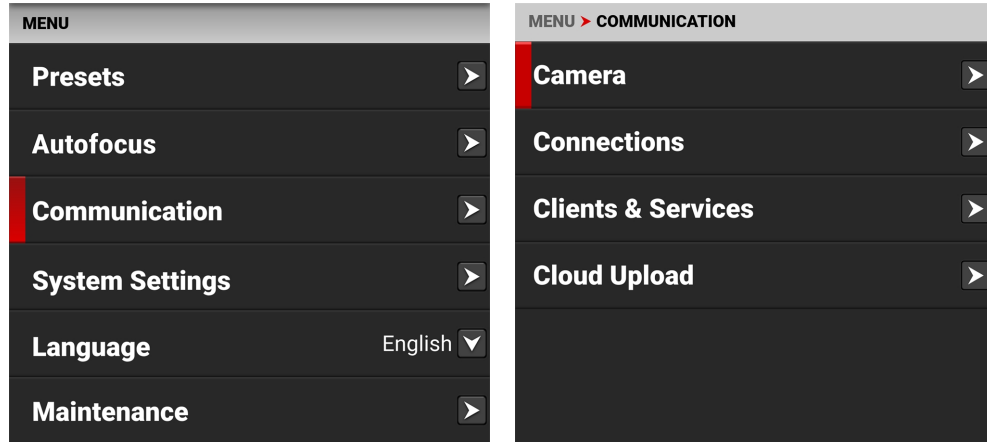 MENU
Presets
Autofocus
Communication
System Settings
Language English
Maintenance
MENU > COMMUNICATION
Camera
Connections
Clients & Services
Cloud Upload